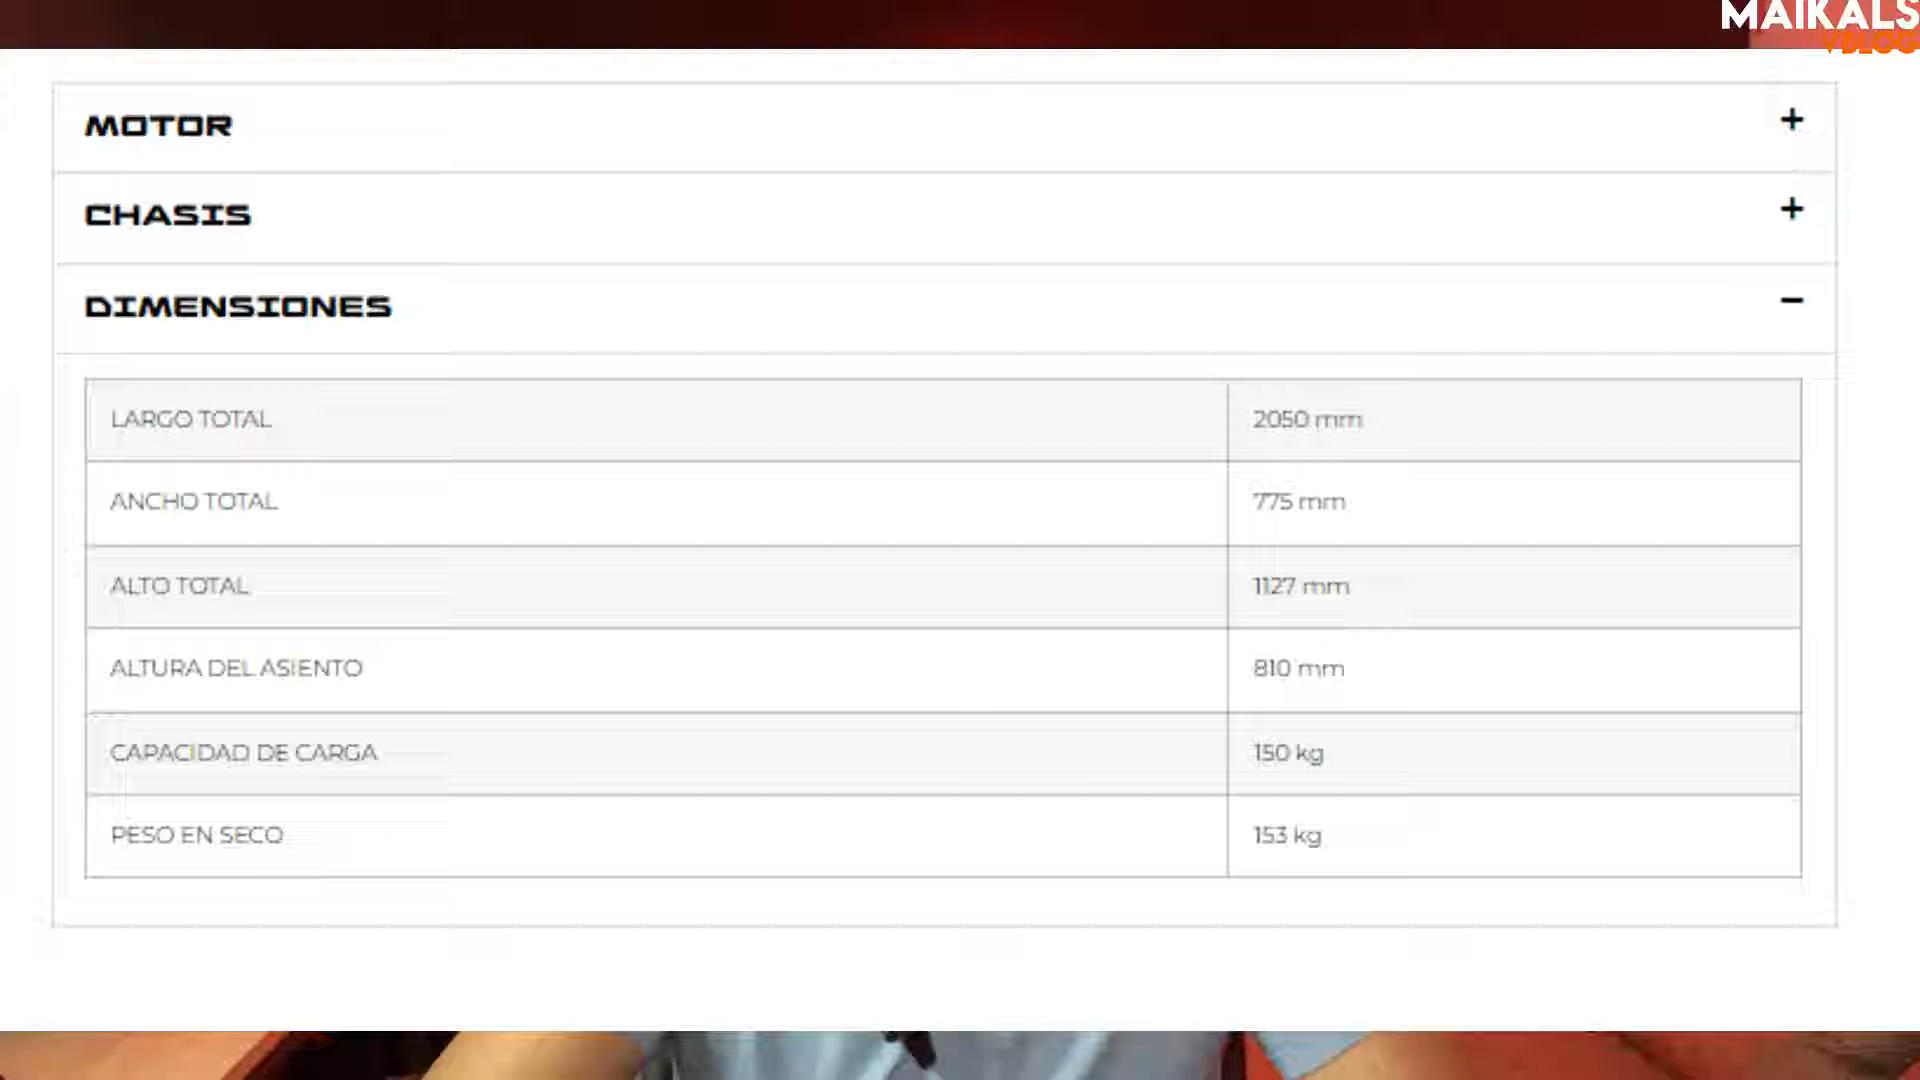 MAIKALS
VBLOG
MOTOR +
CHASIS +
DIMENSIONES −
LARGO TOTAL 2050 mm
ANCHO TOTAL 775 mm
ALTO TOTAL 1127 mm
ALTURA DEL ASIENTO 810 mm
CAPACIDAD DE CARGA 150 kg
PESO EN SECO 153 kg